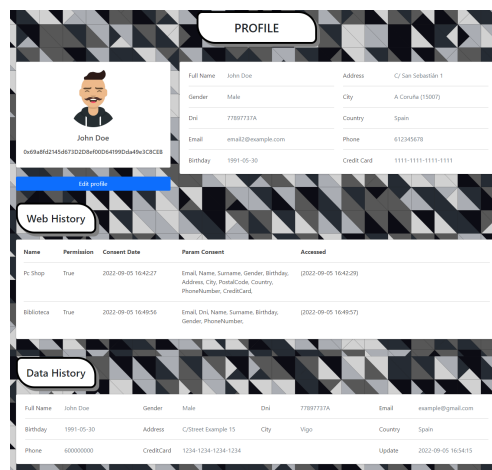 PROFILE
John Doe
0x69a8fd2145d673D2D8ef00D64199Dda49e3C8CEB
Edit profile
Full Name John Doe Address C/ San Sebastián 1
Gender Male City A Coruña (15007)
Dni 77897737A Country Spain
Email email2@example.com Phone 612345678
Birthday 1991-05-30 Credit Card 1111-1111-1111-1111
Web History
Name Permission Consent Date Param Consent Accessed
Pc Shop True 2022-09-05 16:42:27 Email, Name, Surname, Gender, Birthday, (2022-09-05 16:42:29)
Address, City, PostalCode, Country,
PhoneNumber, CreditCard,
Biblioteca True 2022-09-05 16:49:56 Email, Dni, Name, Surname, Birthday, (2022-09-05 16:49:57)
Gender, PhoneNumber,
Data History
Full Name John Doe Gender Male Dni 77897737A Email example@gmail.com
Birthday 1991-05-30 Address C/Street Example 15 City Vigo Country Spain
Phone 600000000 CreditCard 1234-1234-1234-1234 Update 2022-09-05 16:54:15